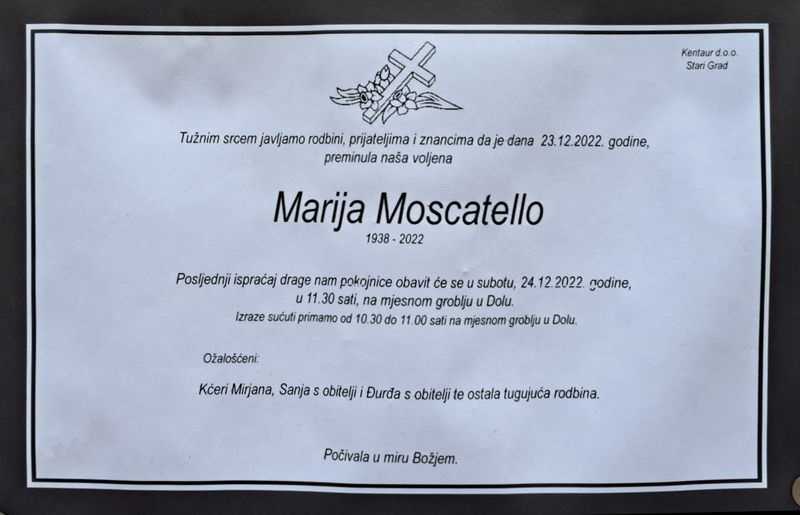 Kentaur d.o.o.
Stari Grad
Tužnim srcem javljamo rodbini, prijateljima i znancima da je dana 23.12.2022. godine,
preminula naša voljena
Marija Moscatello
1938 - 2022
Posljednji ispraćaj drage nam pokojnice obavit će se u subotu, 24.12.2022. godine,
u 11.30 sati, na mjesnom groblju u Dolu.
Izraze sućuti primamo od 10.30 do 11.00 sati na mjesnom groblju u Dolu.
Ožalošćeni:
Kćeri Mirjana, Sanja s obitelji i Đurđa s obitelji te ostala tugujuća rodbina.
Počivala u miru Božjem.